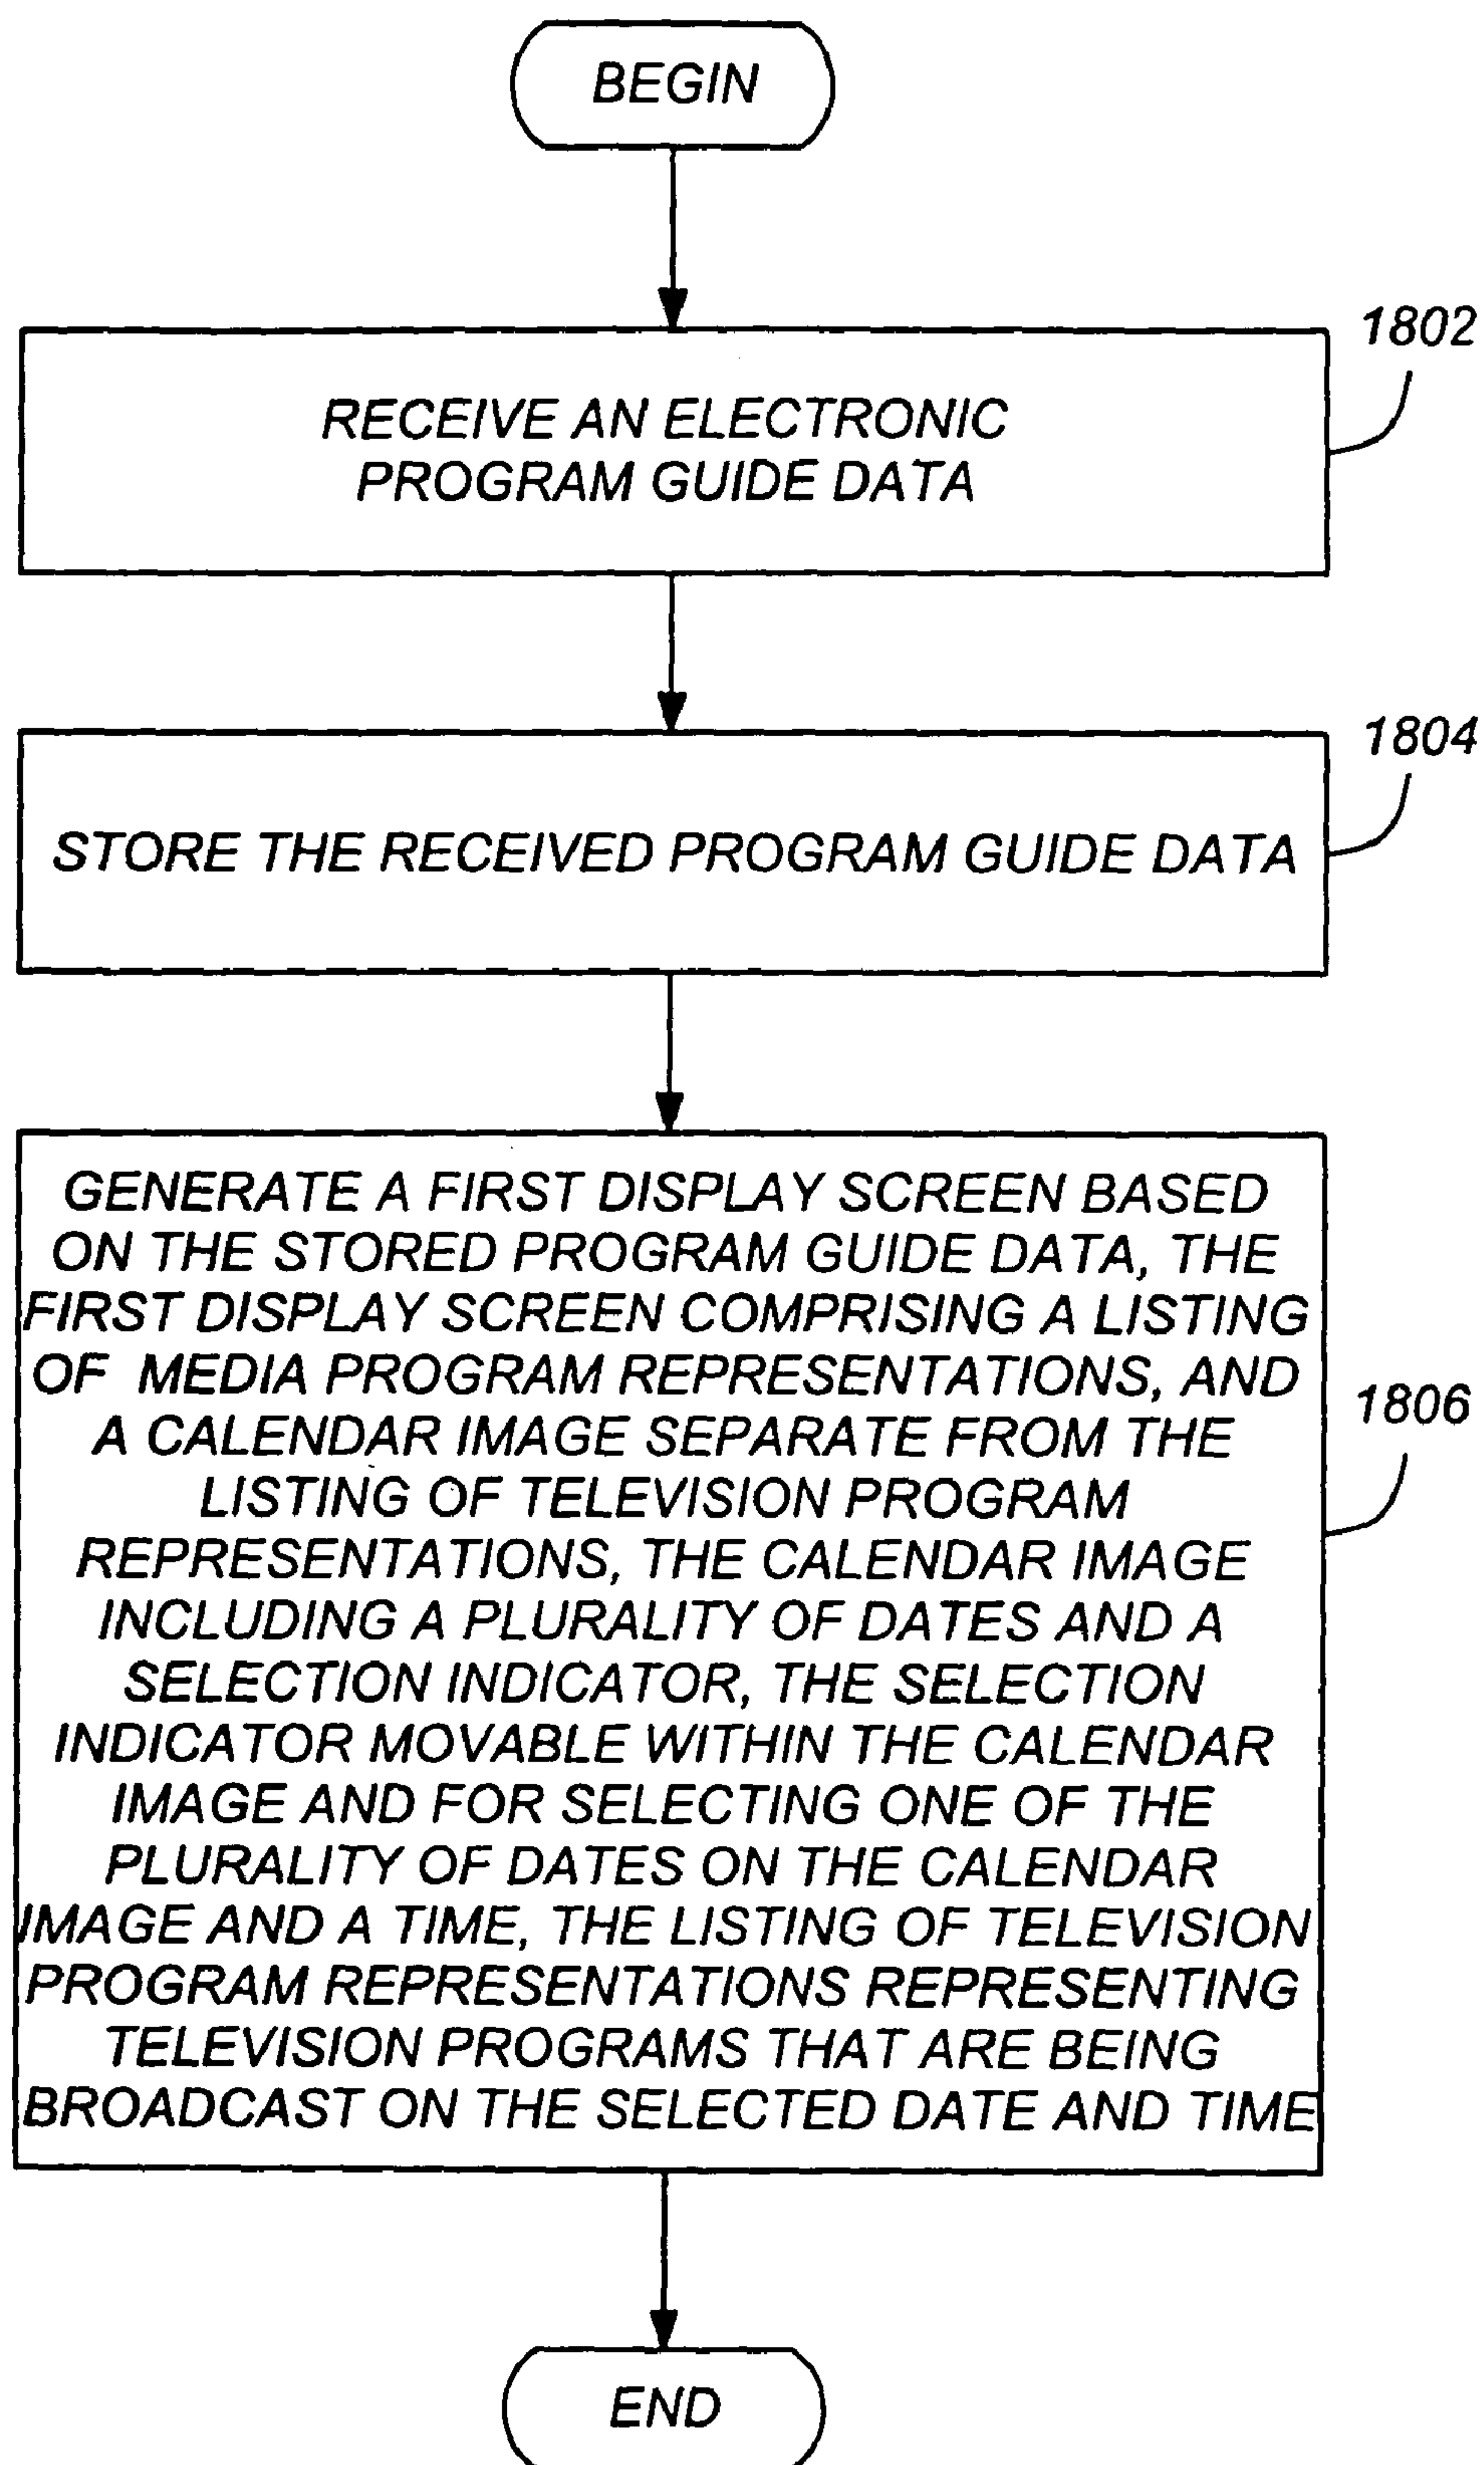 BEGIN
1802
RECEIVE AN ELECTRONIC
PROGRAM GUIDE DATA
1804
STORE THE RECEIVED PROGRAM GUIDE DATA
GENERATE A FIRST DISPLAY SCREEN BASED
ON THE STORED PROGRAM GUIDE DATA, THE
FIRST DISPLAY SCREEN COMPRISING A LISTING
OF MEDIA PROGRAM REPRESENTATIONS, AND
1806
A CALENDAR IMAGE SEPARATE FROM THE
LISTING OF TELEVISION PROGRAM
REPRESENTATIONS, THE CALENDAR IMAGE
INCLUDING A PLURALITY OF DATES AND A
SELECTION INDICATOR, THE SELECTION
INDICATOR MOVABLE WITHIN THE CALENDAR
IMAGE AND FOR SELECTING ONE OF THE
PLURALITY OF DATES ON THE CALENDAR
IMAGE AND A TIME, THE LISTING OF TELEVISION
PROGRAM REPRESENTATIONS REPRESENTING
TELEVISION PROGRAMS THAT ARE BEING
BROADCAST ON THE SELECTED DATE AND TIME
END